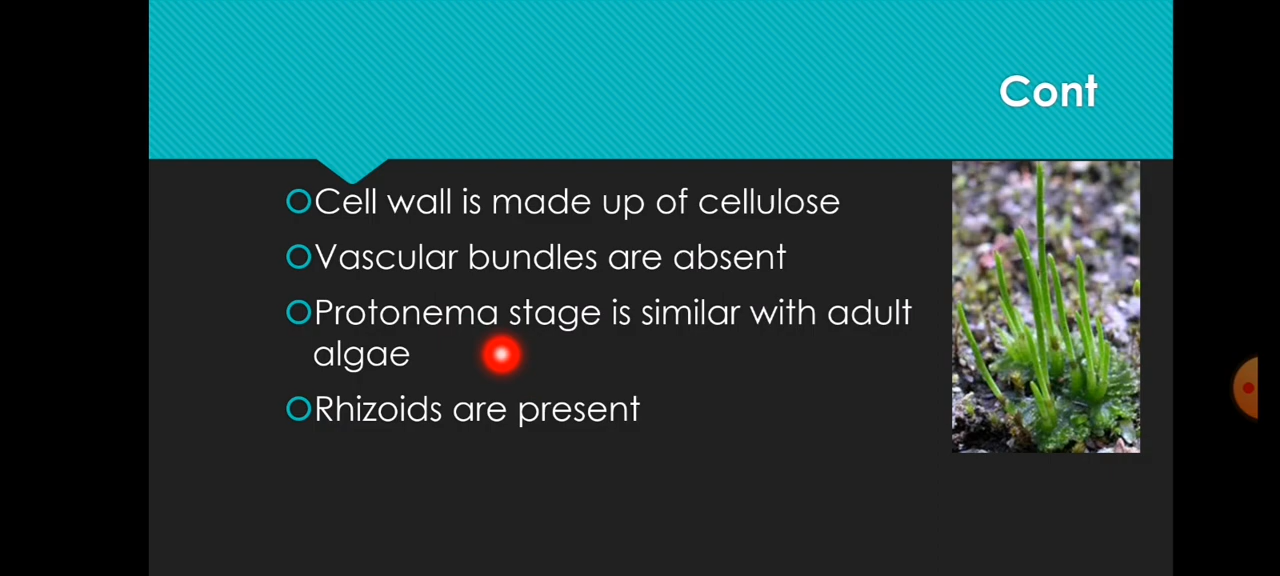 Cont
Cell wall is made up of cellulose
Vascular bundles are absent
Protonema stage is similar with adult
algae
Rhizoids are present